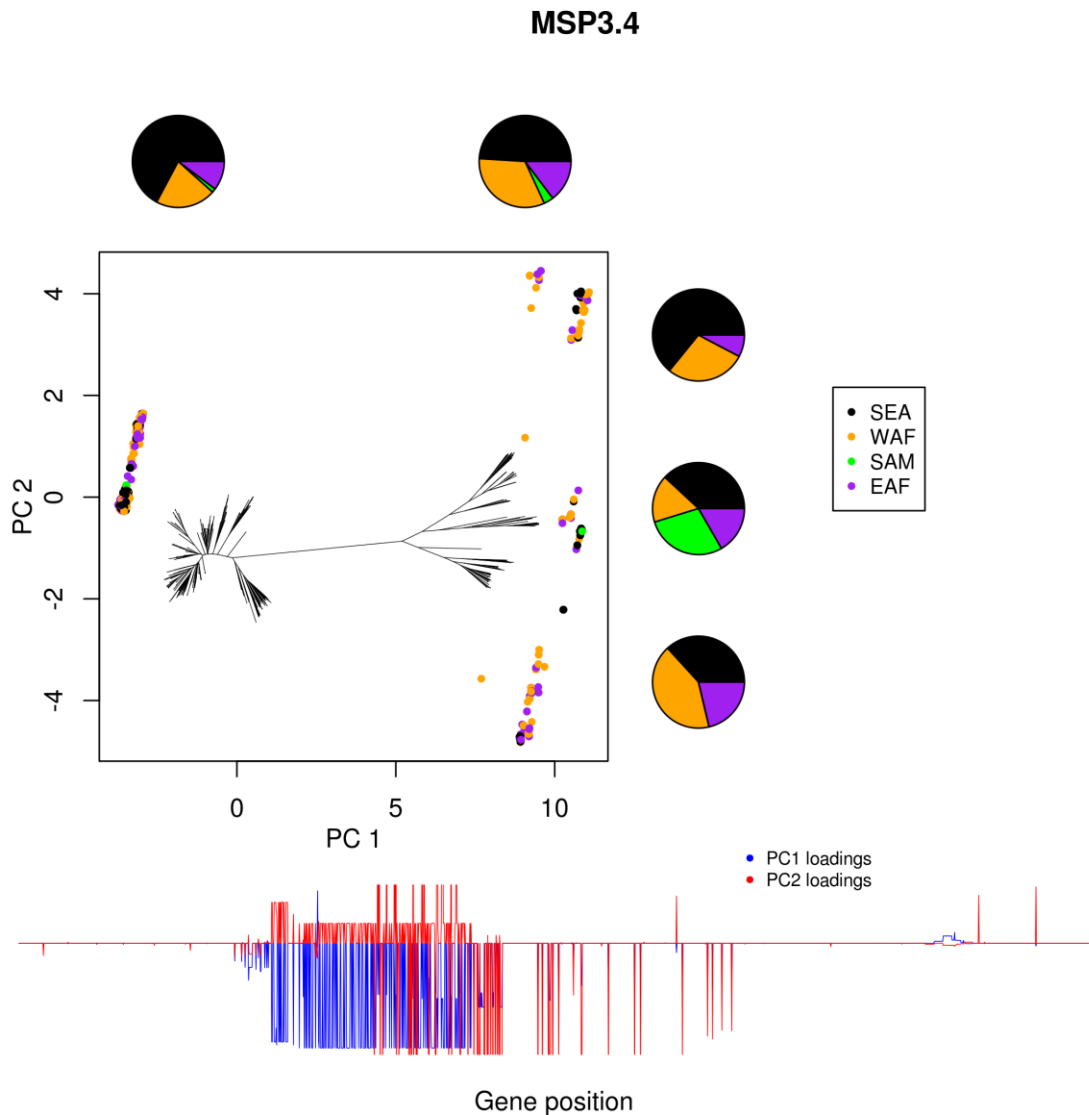 MSP3.4
4
2
0
-2
-4
PC 2
0
5
10
PC 1
SEA
WAF
SAM
EAF
PC1 loadings
PC2 loadings
Gene position